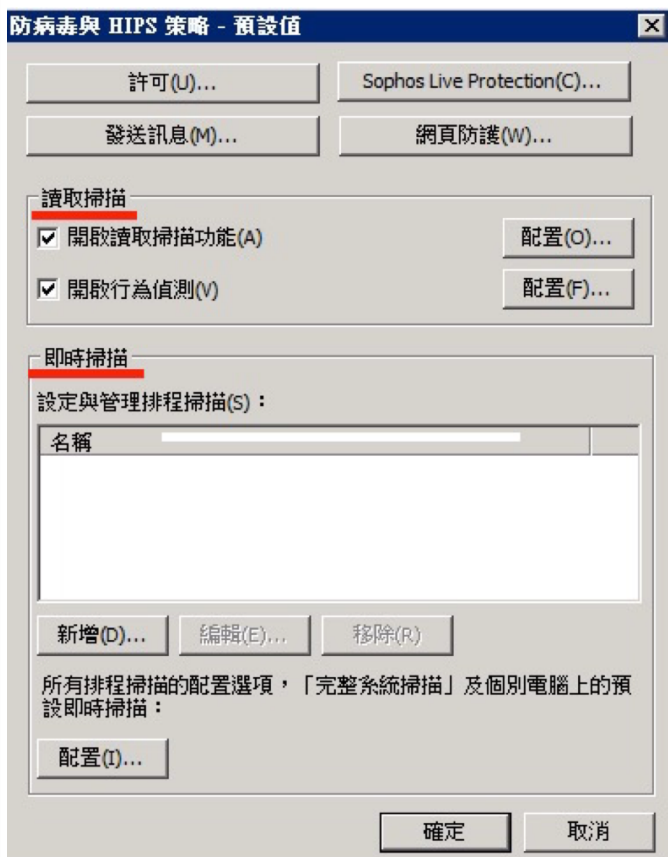 防病毒與 HIPS 策略 - 預設值
許可(U)... Sophos Live Protection(C)...
發送訊息(M)... 網頁防護(W)...
讀取掃描
開啟讀取掃描功能(A) 配置(O)...
開啟行為偵測(V) 配置(F)...
即時掃描
設定與管理排程掃描(S)：
名稱
新增(D)... 編輯(E)... 移除(R)
所有排程掃描的配置選項，「完整系統掃描」及個別電腦上的預
設即時掃描：
配置(I)...
確定 取消